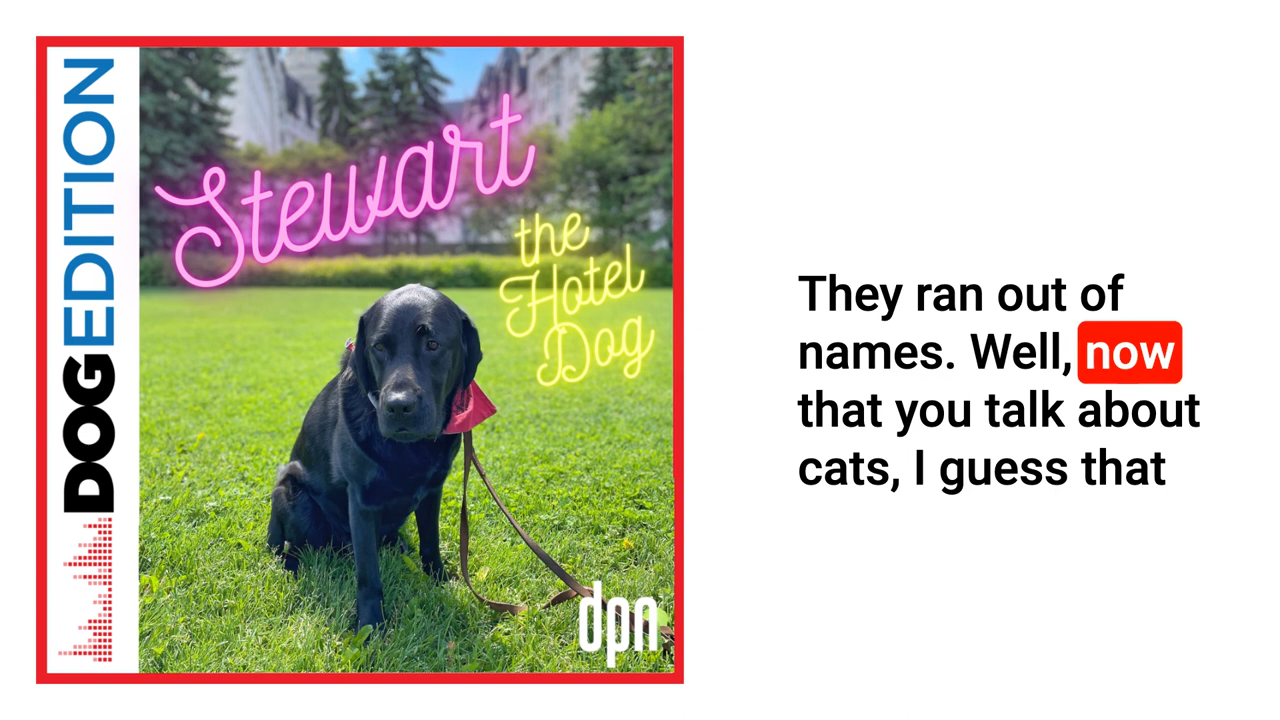 DOGEDITION
Stewart
the
Hotel
Dog
dpn
They ran out of
names. Well, now
that you talk about
cats, I guess that